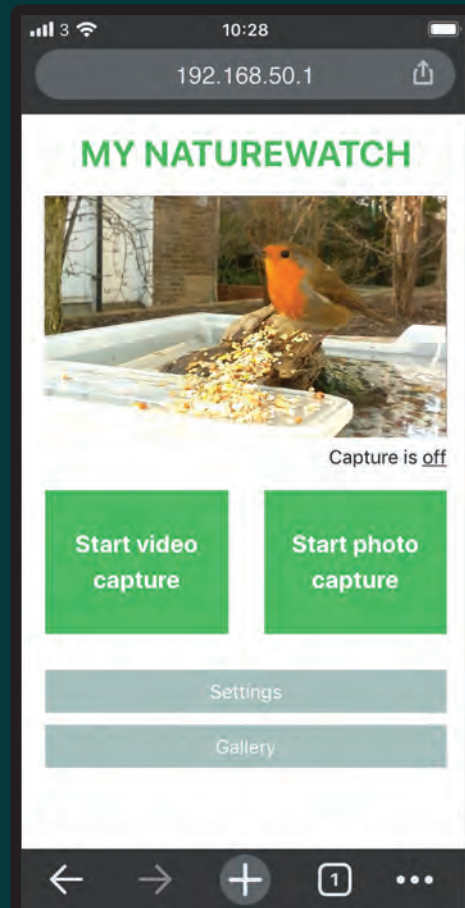 3 10:28
192.168.50.1
MY NATUREWATCH
Capture is off
Start video
capture
Start photo
capture
Settings
Gallery
1